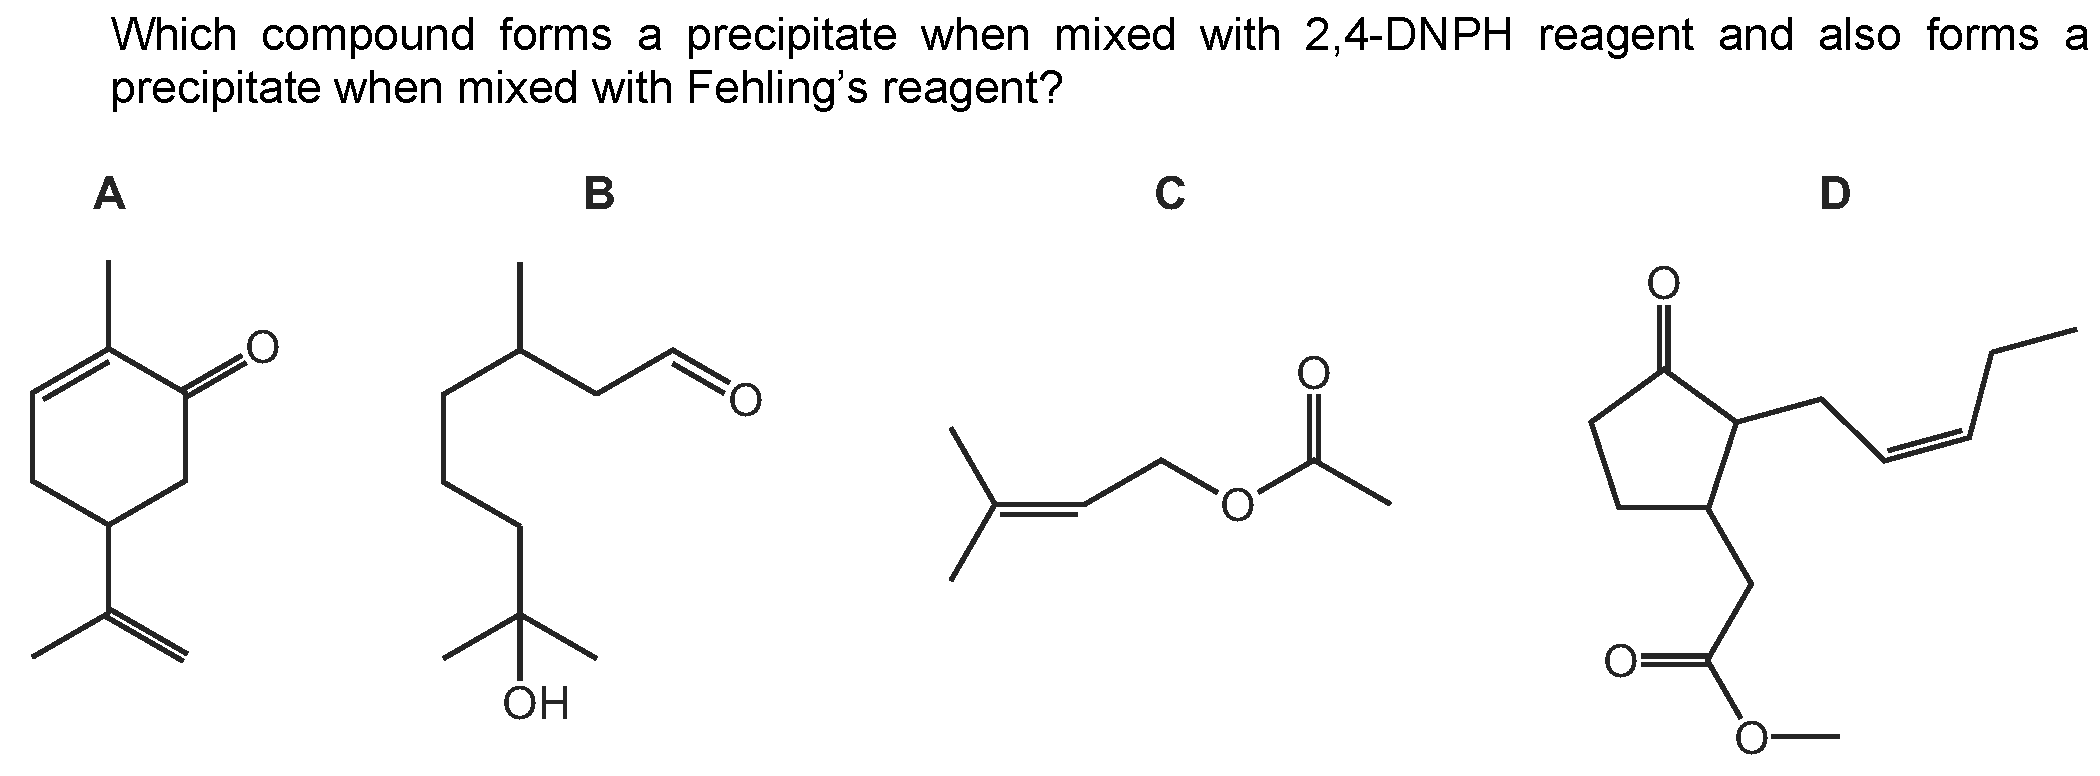 Which compound forms a precipitate when mixed with 2,4-DNPH reagent and also forms a
precipitate when mixed with Fehling’s reagent?
A B C D
O
O
O
O
OH
O
O
O